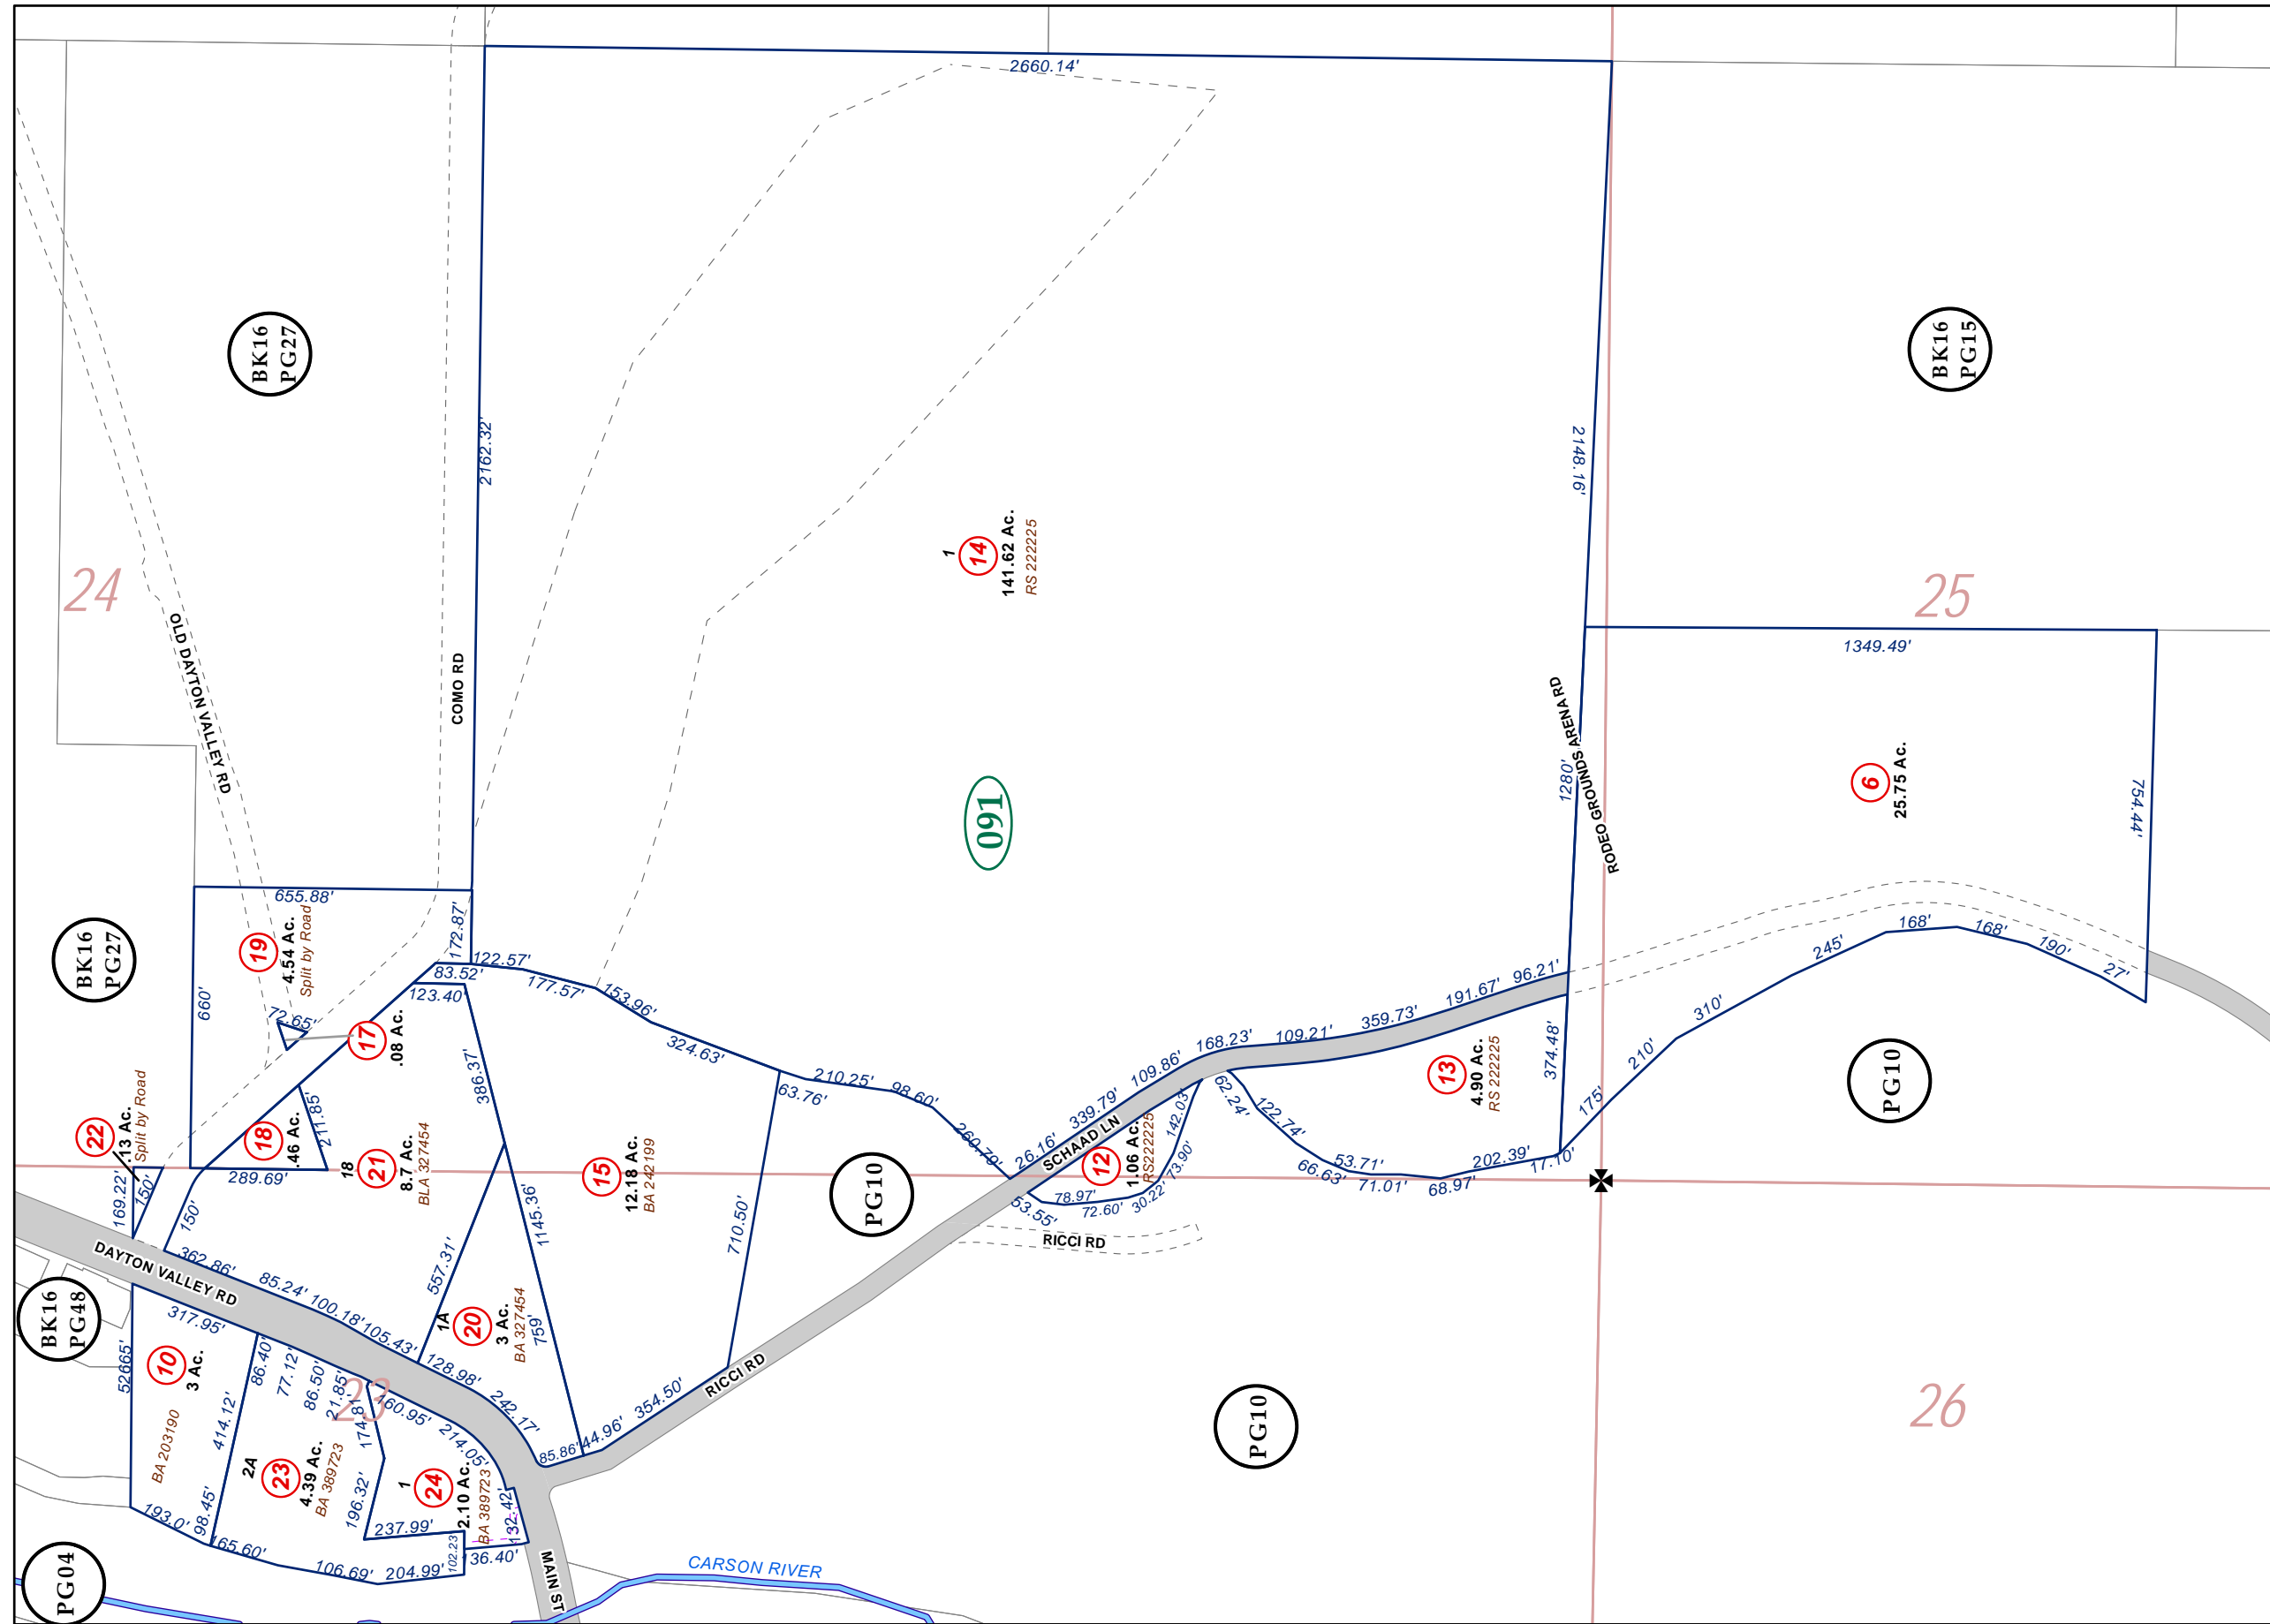 2660.14'
BK16
PG27
BK16
PG15
2162.32'
2148.16'
1
14
141.62 Ac.
RS 222225
24
25
OLD DAYTON VALLEY RD
COMO RD
1349.49'
RODEO GROUNDS ARENA RD
1280'
6
25.75 Ac.
754.44'
091
655.88'
19
4.54 Ac.
Split by Road
172.87'
BK16
PG27
660'
83.52'
122.57'
123.40'
177.57'
153.96'
72.65'
17
.08 Ac.
324.63'
386.37'
96.21'
191.67'
359.73'
109.21'
168.23'
109.86'
339.79'
26.16'
SCHAAD LN
168'
168'
190'
27'
245'
310'
210'
175'
374.48'
13
4.90 Ac.
RS 222225
PG10
22
.13 Ac.
Split by Road
18
.46 Ac.
211.85'
289.69'
18
21
8.7 Ac.
BLA 327454
15
12.18 Ac.
BA 242199
63.76'
210.25'
98.60'
260.79'
12
1.06 Ac.
RS222225
142.03'
73.90'
30.22'
72.60'
78.97'
53.55'
62.24'
122.74'
66.63'
53.71'
71.01'
68.97'
202.39'
17.70'
169.22'
150'
150'
PG10
RICCI RD
710.50'
1145.36'
557.31'
DAYTON VALLEY RD
362.86'
85.24'
100.18'
105.43'
128.98'
242.17'
BK16
PG48
317.95'
1A
20
3 Ac.
BA 327454
759'
RICCI RD
354.50'
44.96'
85.86'
52665'
10
3 Ac.
BA 203190
86.40'
77.12'
86.50'
21.85'
23
174.81'
160.95'
214.05'
414.12'
98.45'
2A
23
4.39 Ac.
BA 389723
196.32'
1
24
2.10 Ac.
BA 389723
132.42'
237.99'
102.23'
136.40'
193.0'
165.60'
106.69'
204.99'
MAIN ST
CARSON RIVER
PG04
PG10
26